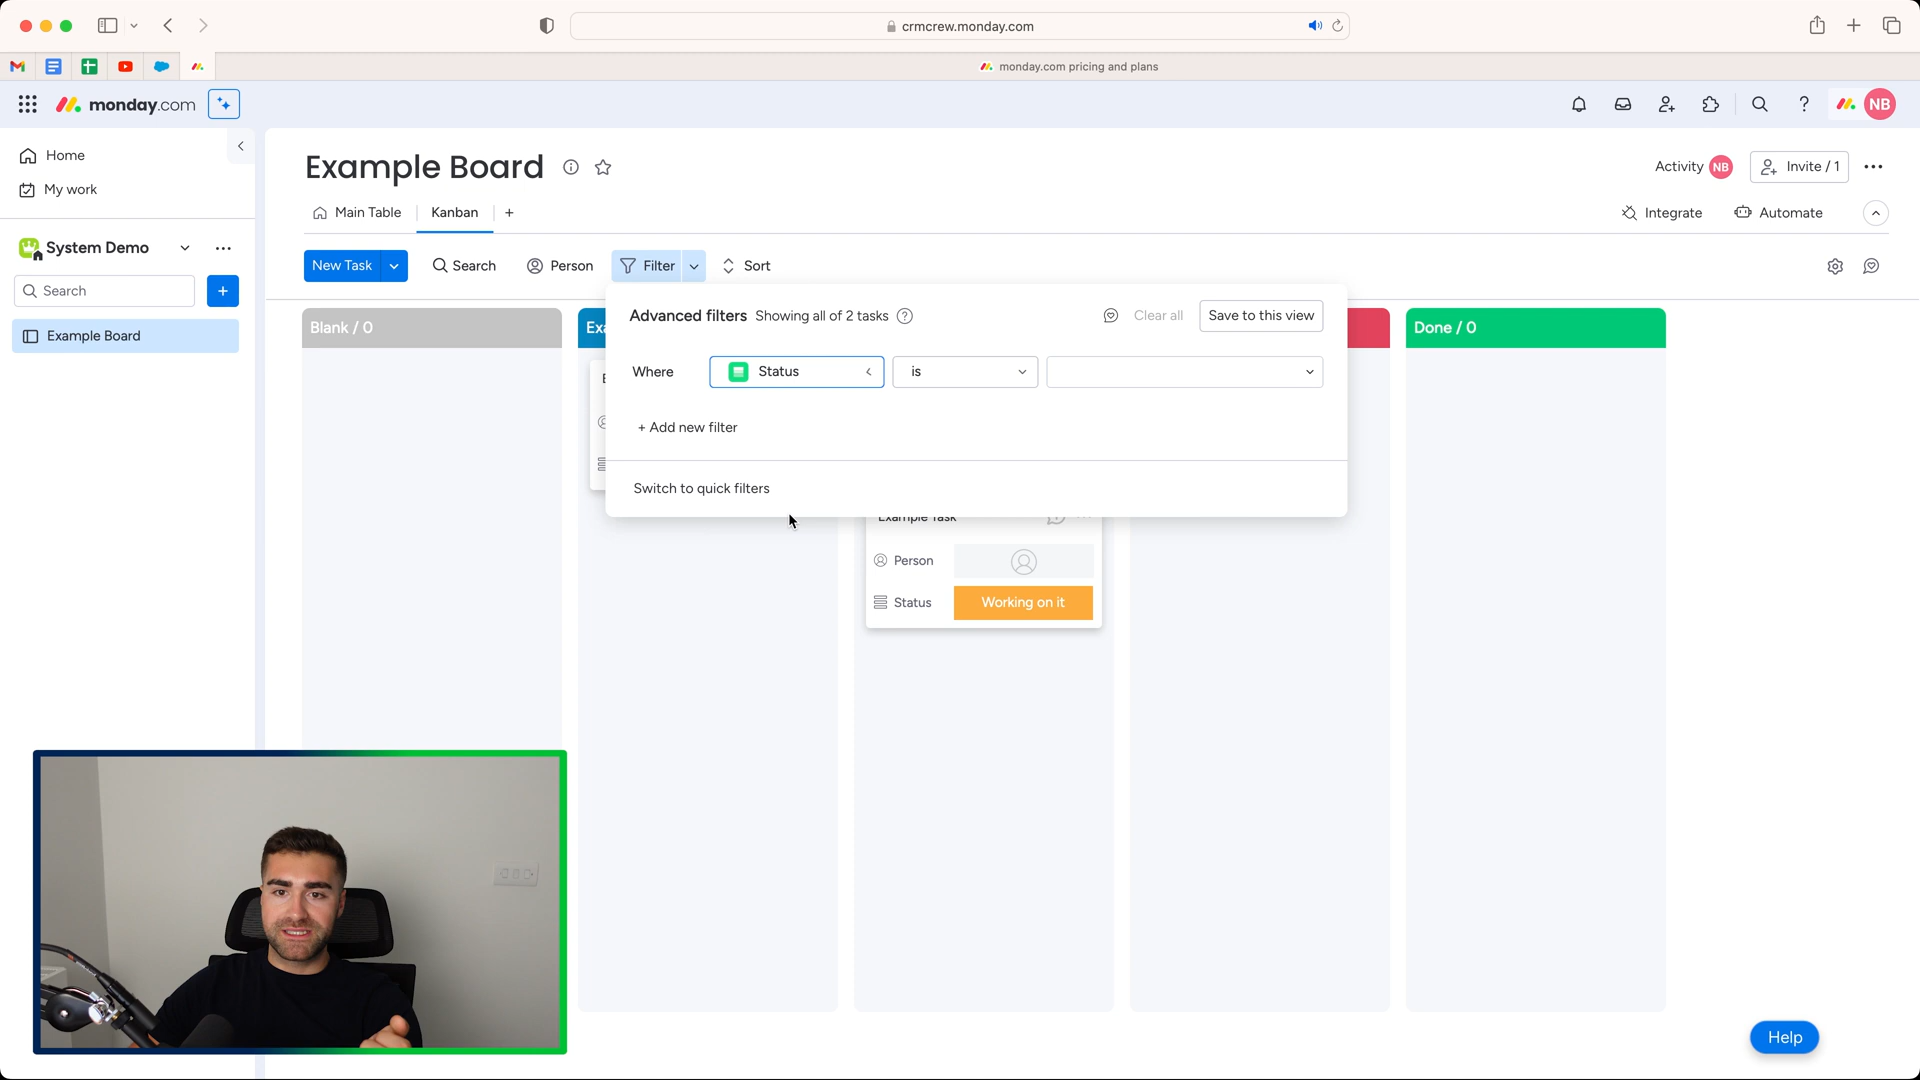 crmcrew.monday.com
monday.com pricing and plans
monday.com
NB
Home
My work
System Demo
Search
Example Board
Example Board
Activity NB
Invite / 1
Main Table
Kanban
Integrate
Automate
New Task
Search
Person
Filter
Sort
Advanced filters Showing all of 2 tasks
Clear all
Save to this view
Where
Status
is
+ Add new filter
Switch to quick filters
Blank / 0
Done / 0
Example Task
Person
Status
Working on it
Help